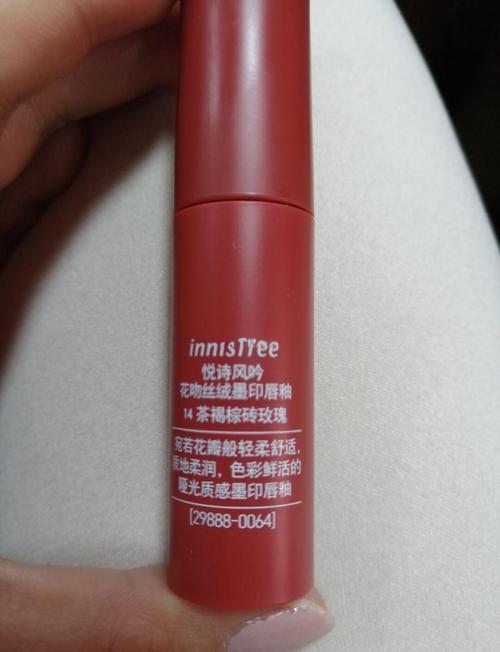 innisfree
悦诗风吟
花吻丝绒墨印唇釉
14 茶褐棕砖玫瑰
宛若花瓣般轻柔舒适,
质地柔润, 色彩鲜活的
哑光质感墨印唇釉
[29888-0064]